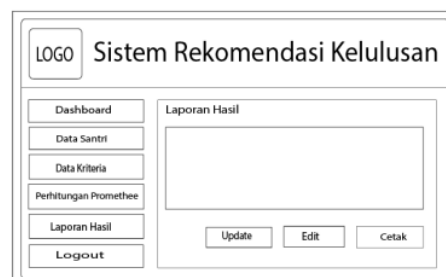 LOGO
Sistem Rekomendasi Kelulusan
Dashboard
Data Santri
Data Kriteria
Perhitungan Promethee
Laporan Hasil
Logout
Laporan Hasil
Update
Edit
Cetak